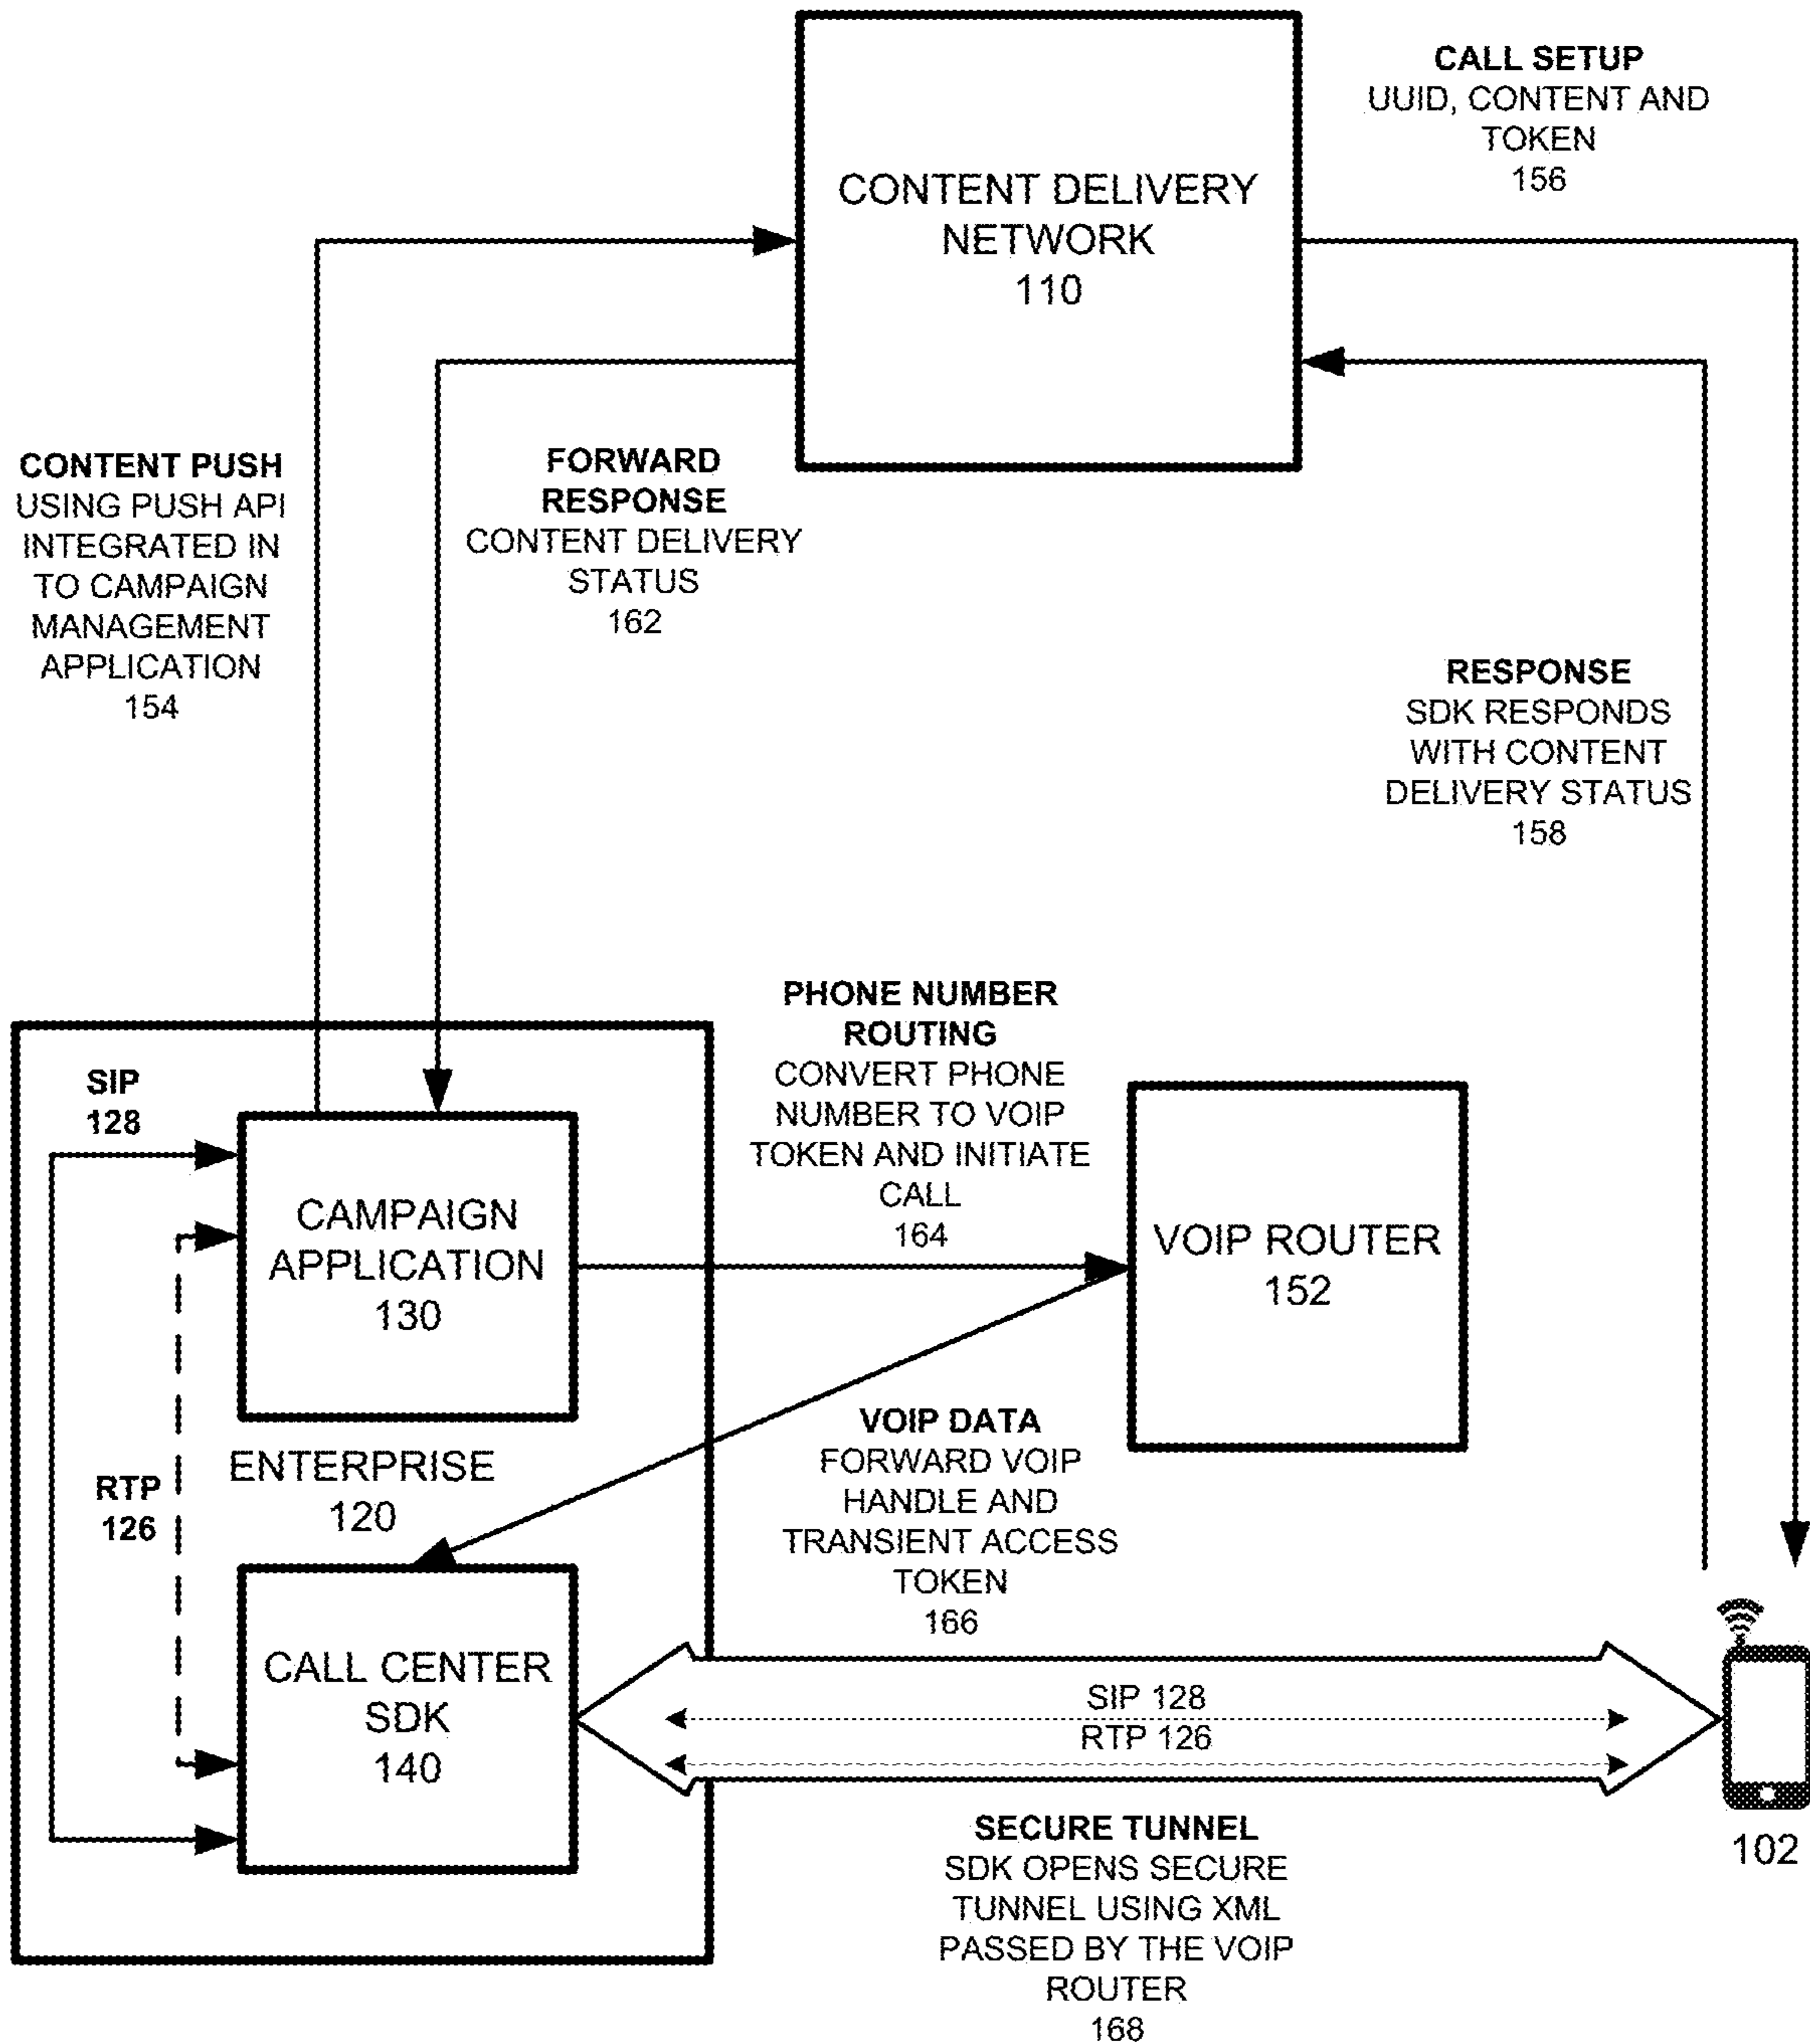 CALL SETUP
UUID, CONTENT AND
TOKEN
156
CONTENT DELIVERY
NETWORK
110
CONTENT PUSH
USING PUSH API
INTEGRATED IN
TO CAMPAIGN
MANAGEMENT
APPLICATION
154
FORWARD
RESPONSE
CONTENT DELIVERY
STATUS
162
RESPONSE
SDK RESPONDS
WITH CONTENT
DELIVERY STATUS
158
PHONE NUMBER
ROUTING
CONVERT PHONE
NUMBER TO VOIP
TOKEN AND INITIATE
CALL
164
SIP
128
CAMPAIGN
APPLICATION
130
VOIP ROUTER
152
ENTERPRISE
120
RTP
126
VOIP DATA
FORWARD VOIP
HANDLE AND
TRANSIENT ACCESS
TOKEN
166
CALL CENTER
SDK
140
SIP 128
RTP 126
102
SECURE TUNNEL
SDK OPENS SECURE
TUNNEL USING XML
PASSED BY THE VOIP
ROUTER
168